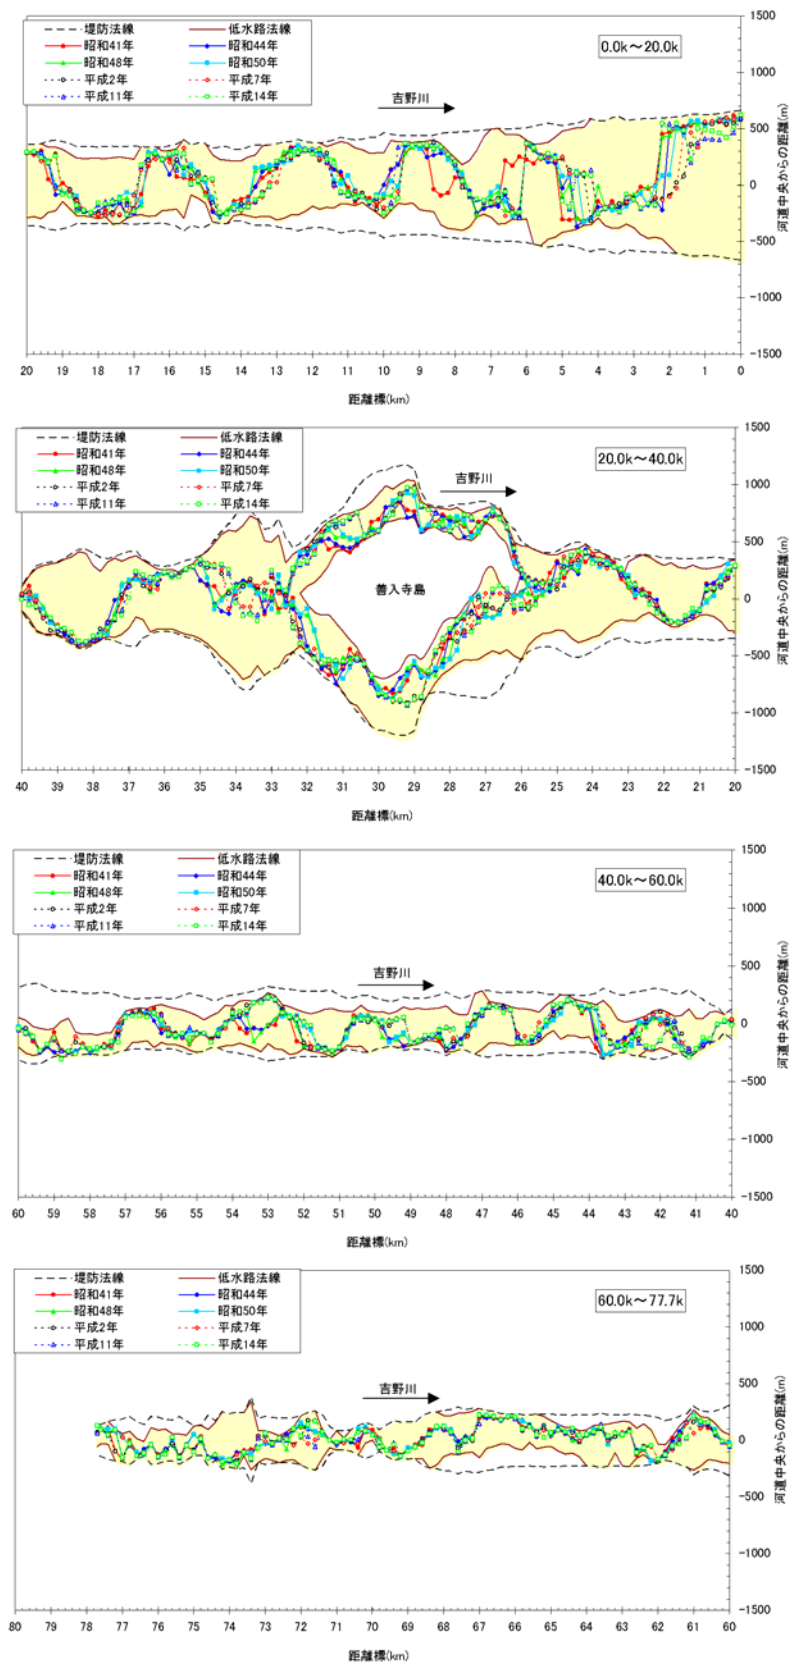 堤防法線 低水路法線
昭和41年 昭和44年
昭和48年 昭和50年
平成2年 平成7年
平成11年 平成14年
吉野川
0.0k～20.0k
1500
1000
500
0
-500
-1000
-1500
河道中央からの距離(m)
20 19 18 17 16 15 14 13 12 11 10 9 8 7 6 5 4 3 2 1 0
距離標(km)
堤防法線 低水路法線
昭和41年 昭和44年
昭和48年 昭和50年
平成2年 平成7年
平成11年 平成14年
吉野川
20.0k～40.0k
善入寺島
1500
1000
500
0
-500
-1000
-1500
河道中央からの距離(m)
40 39 38 37 36 35 34 33 32 31 30 29 28 27 26 25 24 23 22 21 20
距離標(km)
堤防法線 低水路法線
昭和41年 昭和44年
昭和48年 昭和50年
平成2年 平成7年
平成11年 平成14年
吉野川
40.0k～60.0k
1500
1000
500
0
-500
-1000
-1500
河道中央からの距離(m)
60 59 58 57 56 55 54 53 52 51 50 49 48 47 46 45 44 43 42 41 40
距離標(km)
堤防法線 低水路法線
昭和41年 昭和44年
昭和48年 昭和50年
平成2年 平成7年
平成11年 平成14年
吉野川
60.0k～77.7k
1500
1000
500
0
-500
-1000
-1500
河道中央からの距離(m)
80 79 78 77 76 75 74 73 72 71 70 69 68 67 66 65 64 63 62 61 60
距離標(km)